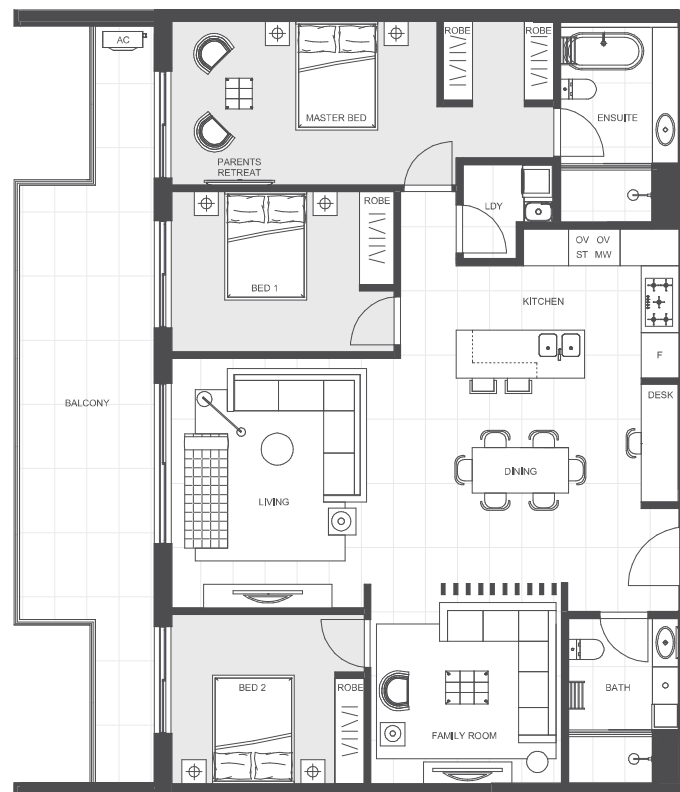 AC
ROBE
ROBE
MASTER BED
ENSUITE
PARENTS
RETREAT
LDY
ROBE
BED 1
OV OV
ST MW
KITCHEN
F
DESK
BALCONY
DINING
LIVING
BED 2
ROBE
BATH
FAMILY ROOM